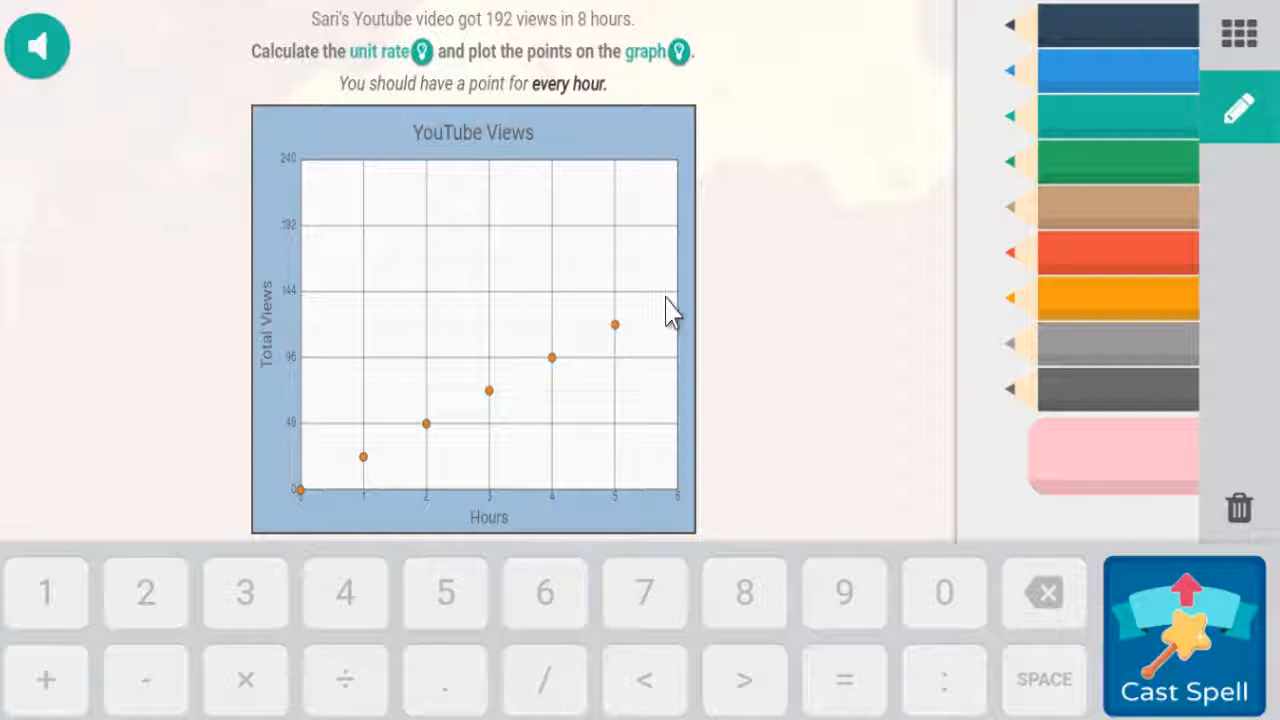 Sari's Youtube video got 192 views in 8 hours.
Calculate the unit rate and plot the points on the graph.
You should have a point for every hour.
YouTube Views
240
192
144
96
48
0
Total Views
0 1 2 3 4 5 6
Hours
1 2 3 4 5 6 7 8 9 0
+ - × ÷ . / < > = : SPACE
Cast Spell